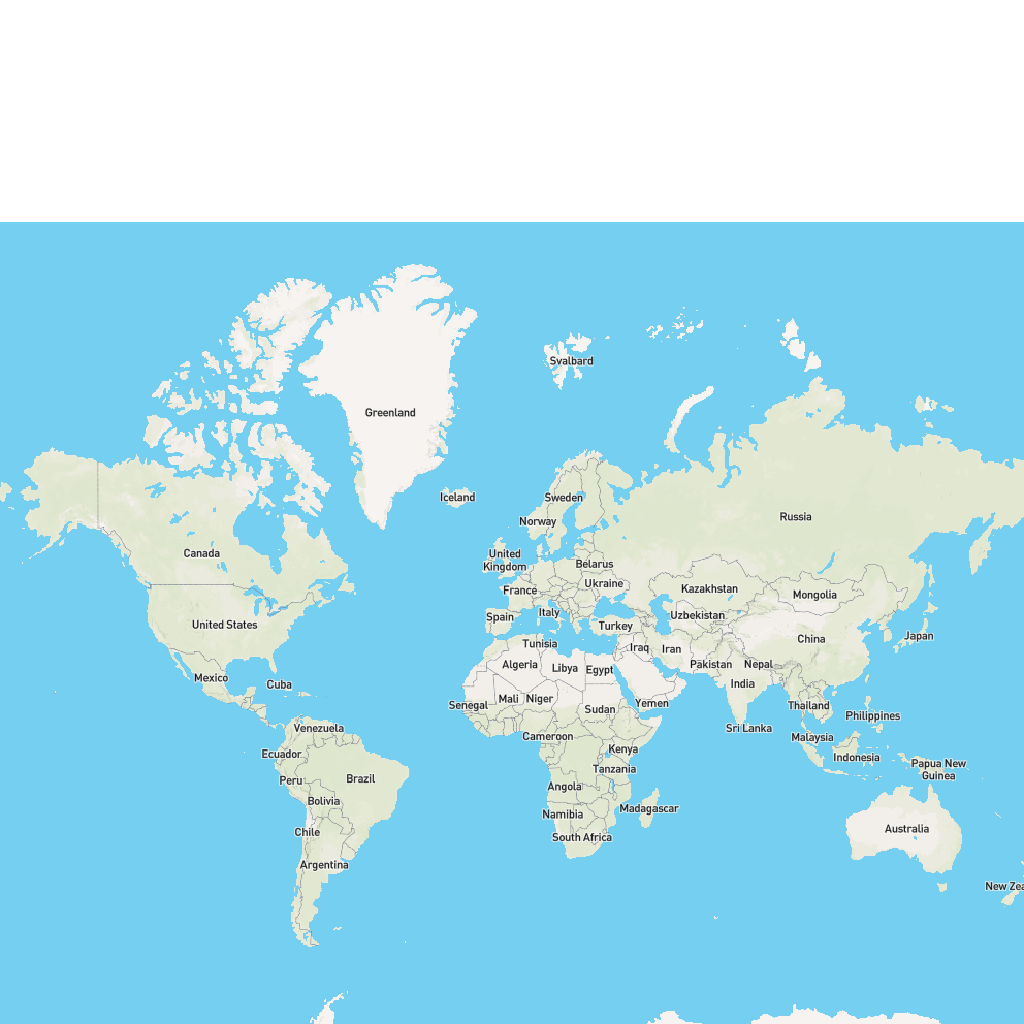 Svalbard
Greenland
Iceland
Sweden
Russia
Norway
Canada
United
Kingdom
Belarus
Ukraine
France
Kazakhstan
Mongolia
Italy
Spain
Uzbekistan
United States
Turkey
Japan
China
Tunisia
Iraq
Iran
Algeria
Libya
Egypt
Pakistan
Nepal
Mexico
Cuba
India
Mali
Niger
Senegal
Sudan
Yemen
Thailand
Philippines
Venezuela
Sri Lanka
Cameroon
Malaysia
Kenya
Ecuador
Indonesia
Papua New
Guinea
Tanzania
Peru
Brazil
Angola
Bolivia
Madagascar
Namibia
Chile
South Africa
Australia
Argentina
New Zea